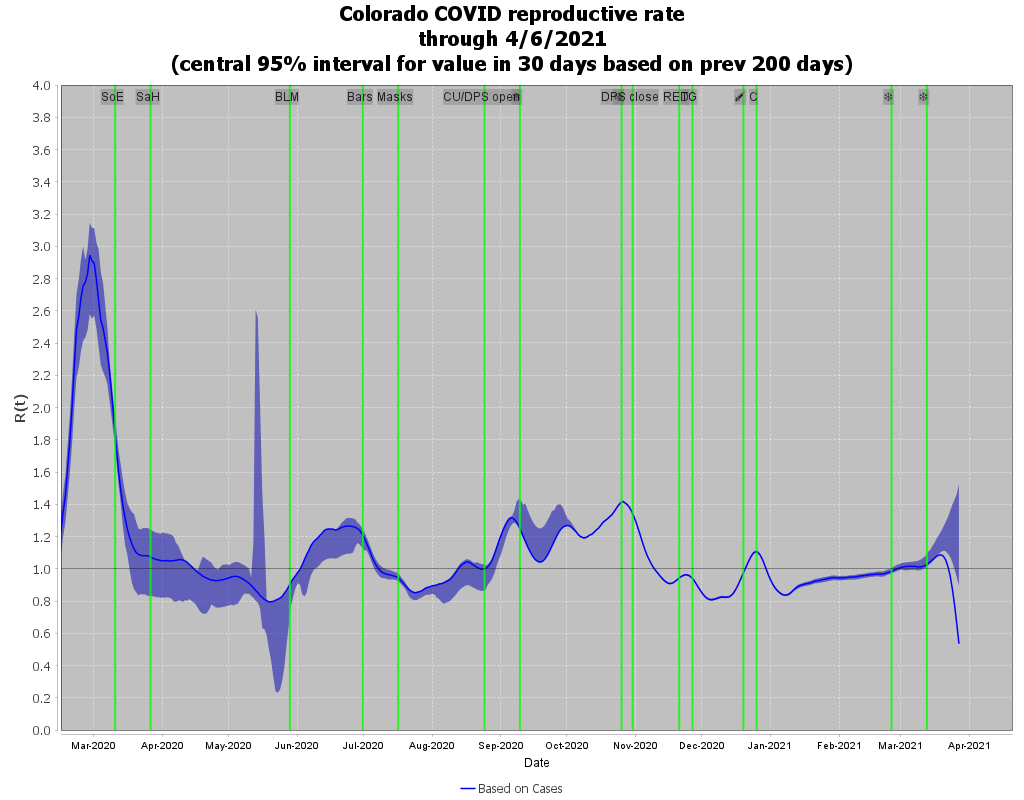 Colorado COVID reproductive rate
through 4/6/2021
(central 95% interval for value in 30 days based on prev 200 days)
4.0
3.8
3.6
3.4
3.2
3.0
2.8
2.6
2.4
2.2
2.0
1.8
1.6
1.4
1.2
1.0
0.8
0.6
0.4
0.2
0.0
R(t)
SoE SaH BLM Bars Masks CU/DPS open DPS close RED TG C
Mar-2020 Apr-2020 May-2020 Jun-2020 Jul-2020 Aug-2020 Sep-2020 Oct-2020 Nov-2020 Dec-2020 Jan-2021 Feb-2021 Mar-2021 Apr-2021
Date
Based on Cases